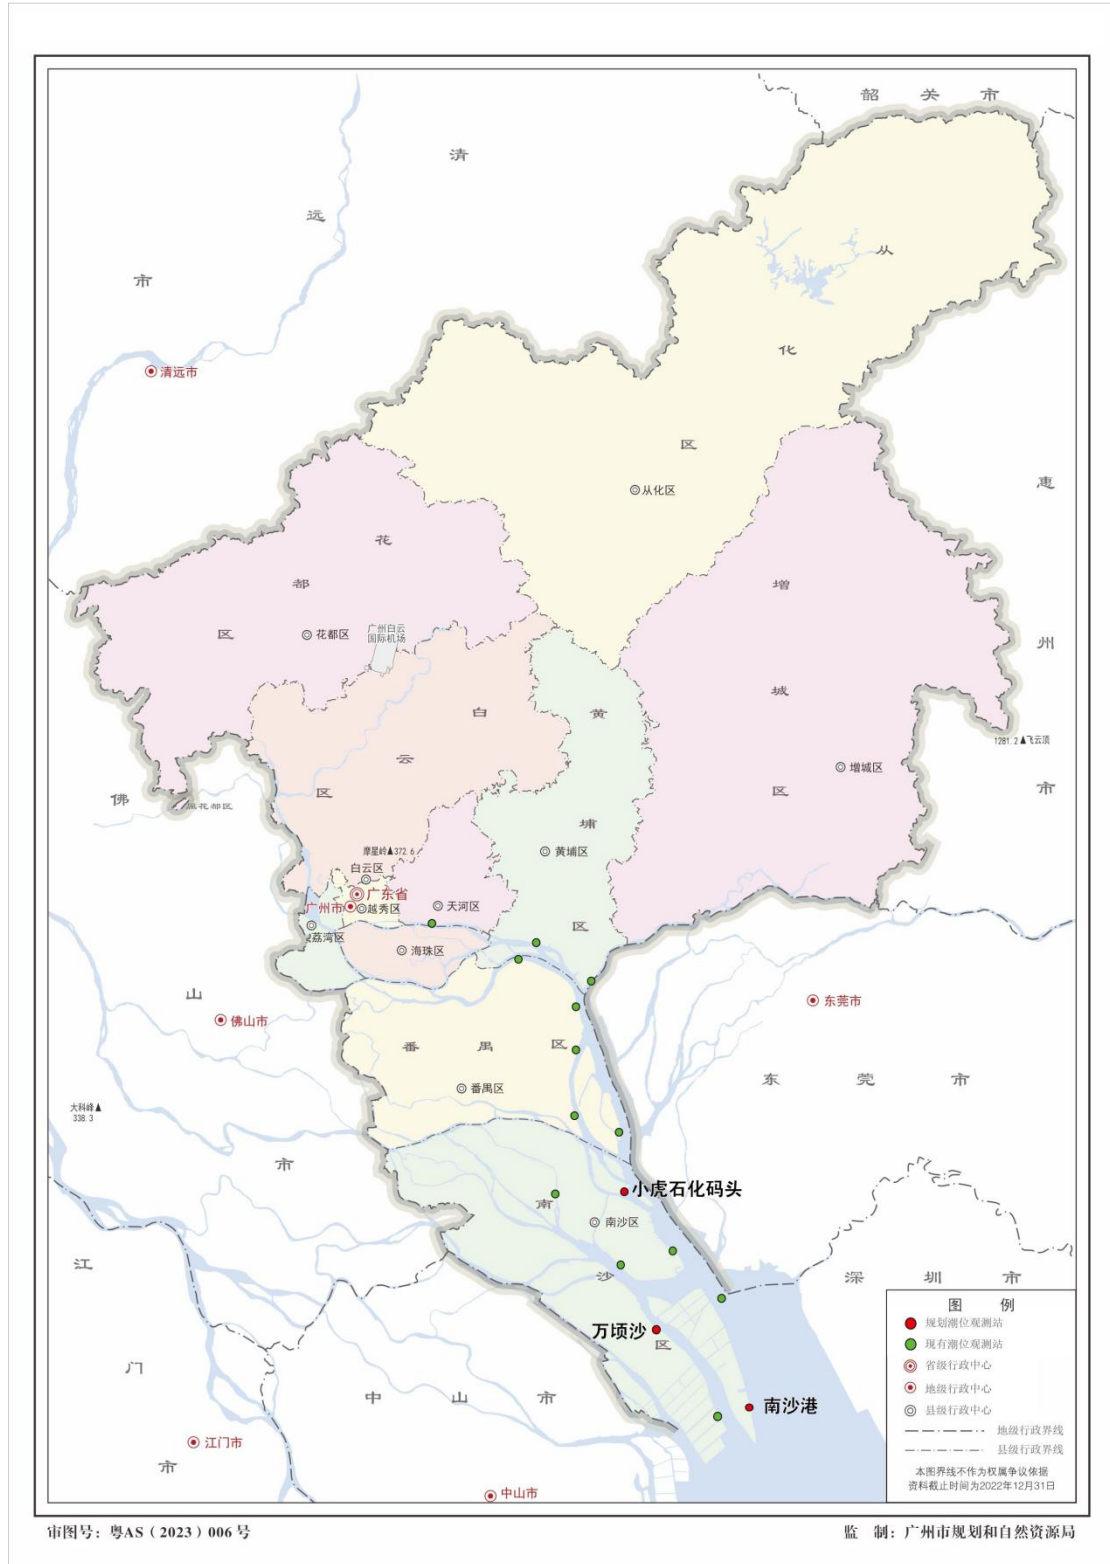 韶关市
清
远
市
从
化
区
清远市
从化区
惠
州
市
花
都
区
花都区
广州白云
国际机场
增
城
区
增城区
1281.2▲飞云顶
白
云
区
黄
埔
区
黄埔区
佛
花都区
摩星岭▲372.6
白云区
广东省
广州市
越秀区
天河区
荔湾区
海珠区
山
佛山市
东莞市
番禺区
番禺区
东莞市
大科峰▲
338.3
市
小虎石化码头
南
南沙区
沙
区
江
深圳市
万顷沙
门
中山市
南沙港
江门市
市
中山市
图例
规划潮位观测站
现有潮位观测站
省级行政中心
地级行政中心
县级行政中心
地级行政界线
县级行政界线
本图界线不作为权属争议依据
资料截止时间为2022年12月31日
审图号：粤AS（2023）006号
监 制：广州市规划和自然资源局